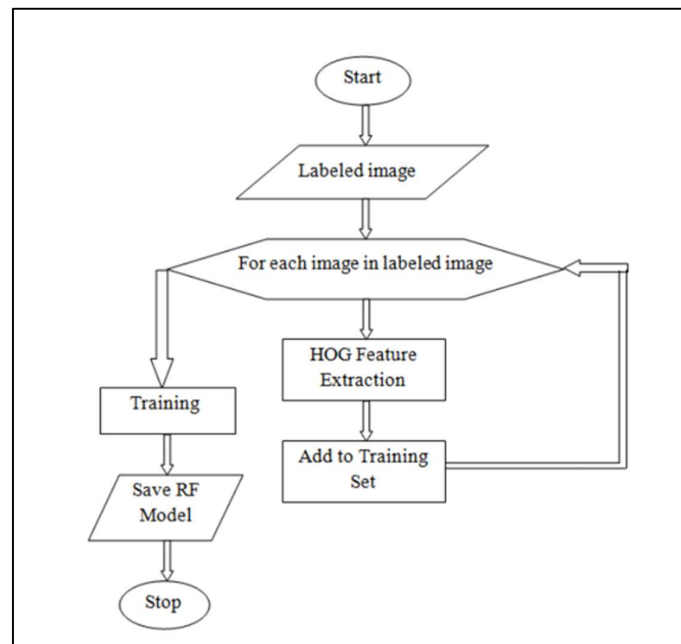 Start
Labeled image
For each image in labeled image
HOG Feature
Extraction
Add to Training
Set
Training
Save RF
Model
Stop